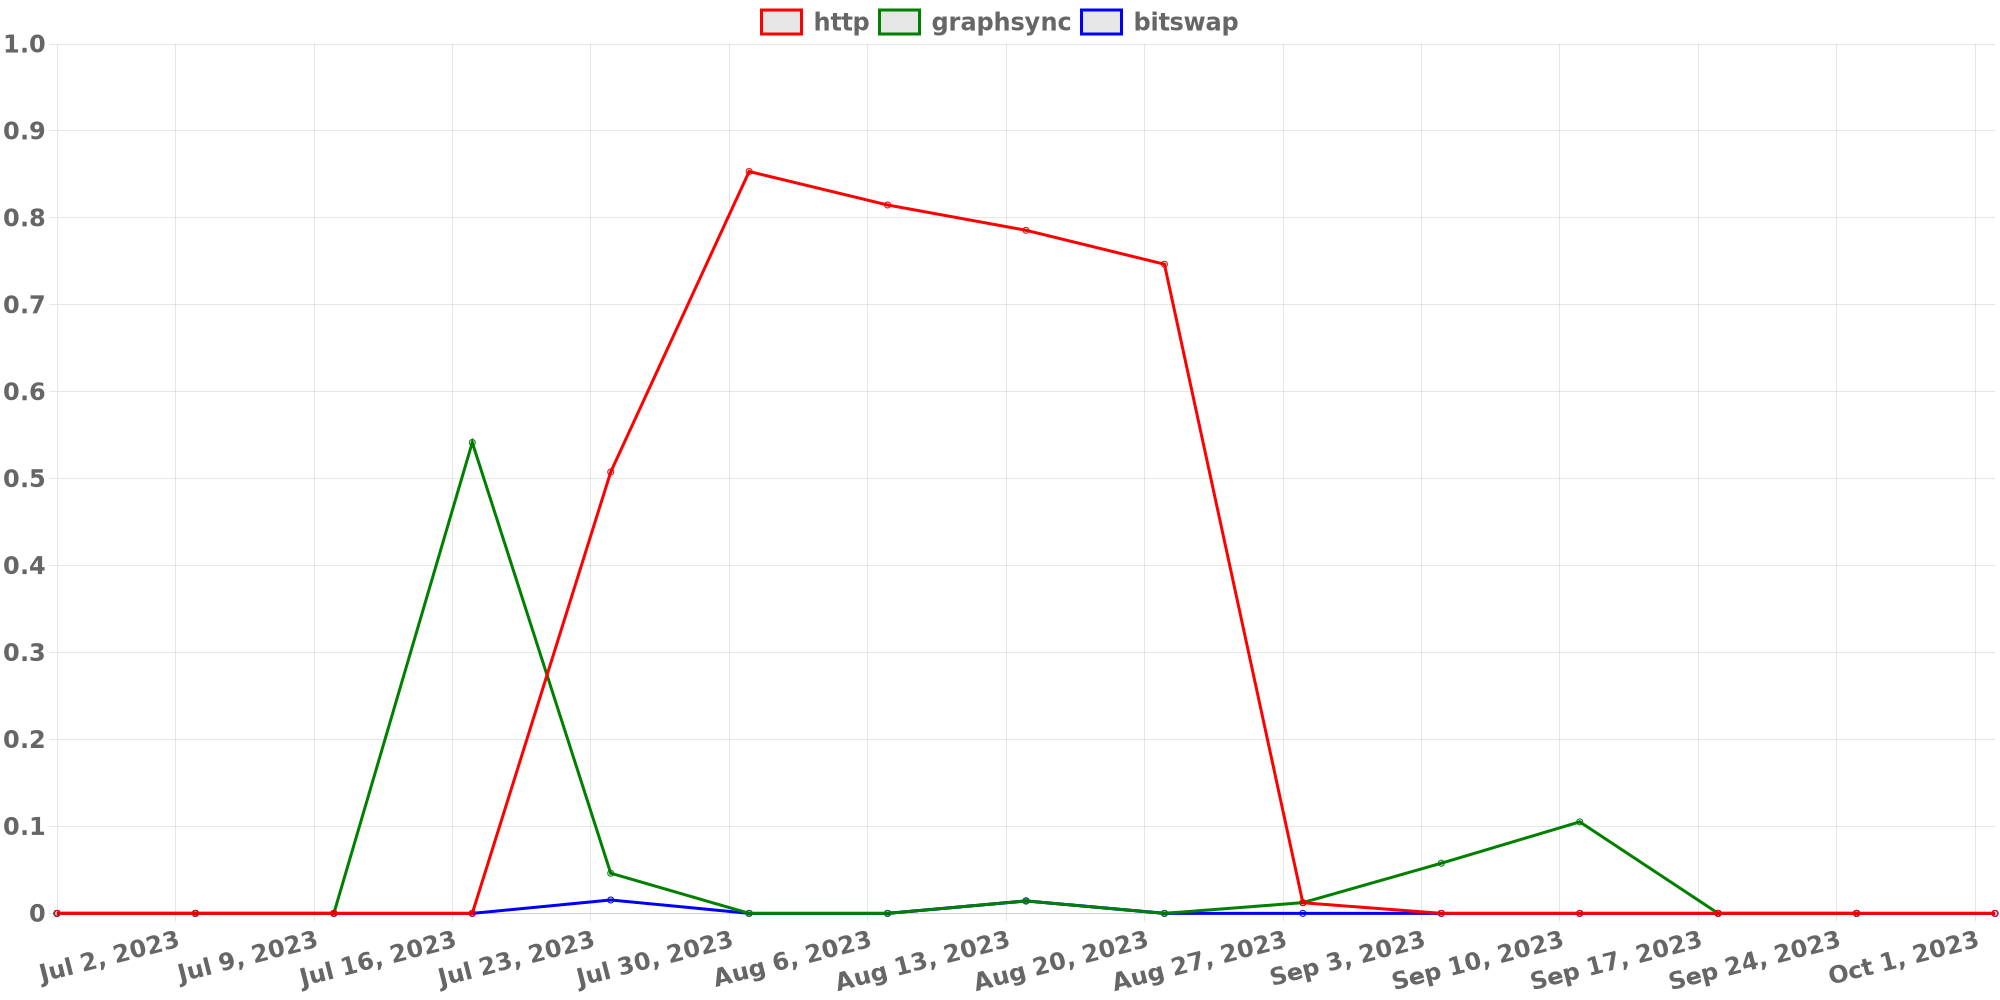 http graphsync bitswap
1.0
0.9
0.8
0.7
0.6
0.5
0.4
0.3
0.2
0.1
0
Jul 2, 2023
Jul 9, 2023
Jul 16, 2023
Jul 23, 2023
Jul 30, 2023
Aug 6, 2023
Aug 13, 2023
Aug 20, 2023
Aug 27, 2023
Sep 3, 2023
Sep 10, 2023
Sep 17, 2023
Sep 24, 2023
Oct 1, 2023